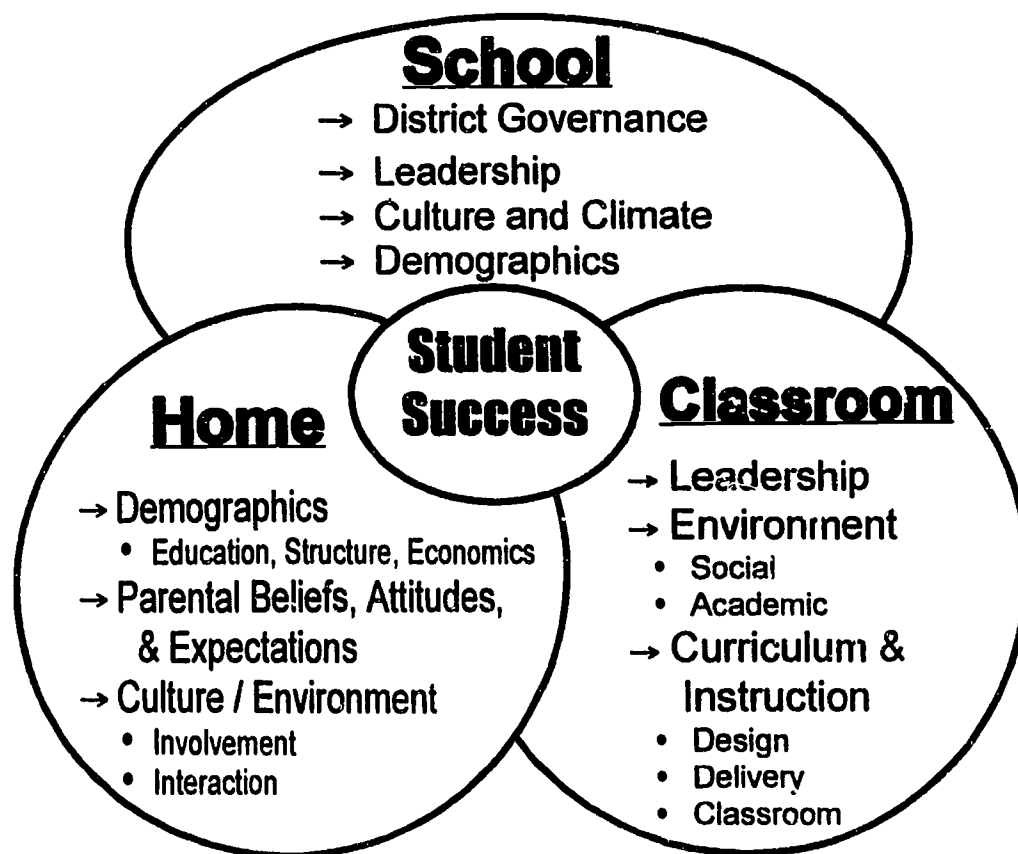 School
→ District Governance
→ Leadership
→ Culture and Climate
→ Demographics
Student
Success
Home
→ Demographics
• Education, Structure, Economics
→ Parental Beliefs, Attitudes,
& Expectations
→ Culture / Environment
• Involvement
• Interaction
Classroom
→ Leadership
→ Environment
• Social
• Academic
→ Curriculum &
Instruction
• Design
• Delivery
• Classroom